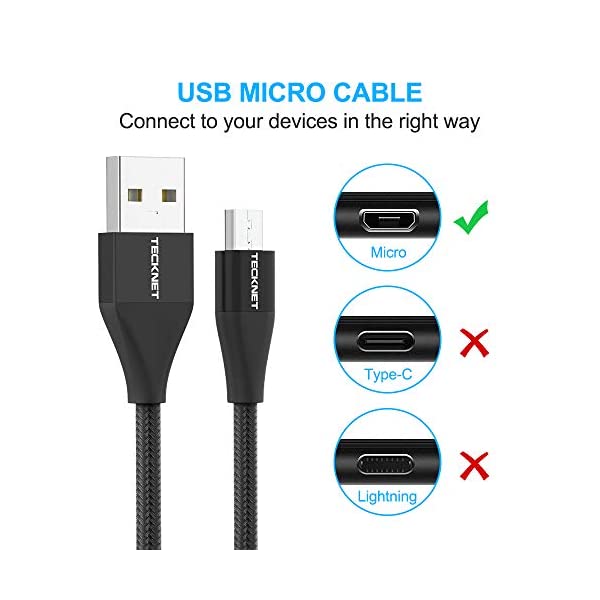 USB MICRO CABLE
Connect to your devices in the right way
TECKNET
TECKNET
Micro
Type-C
Lightning